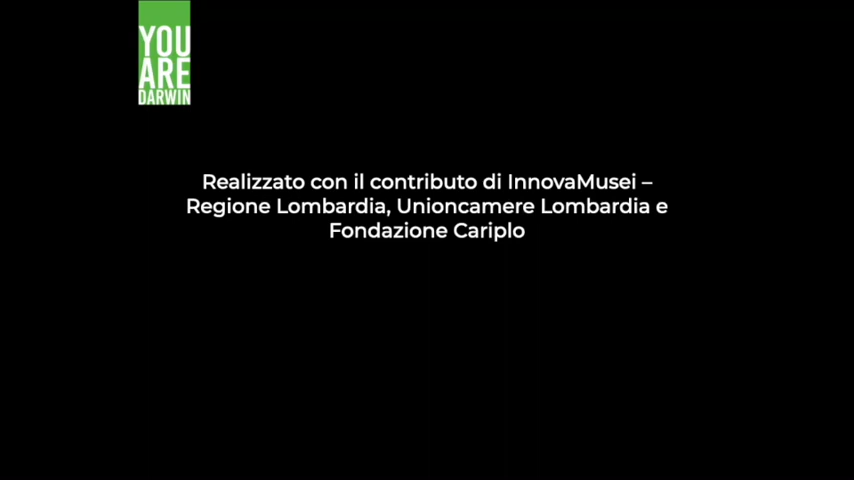 YOU
ARE
DARWIN
Realizzato con il contributo di InnovaMusei –
Regione Lombardia, Unioncamere Lombardia e
Fondazione Cariplo